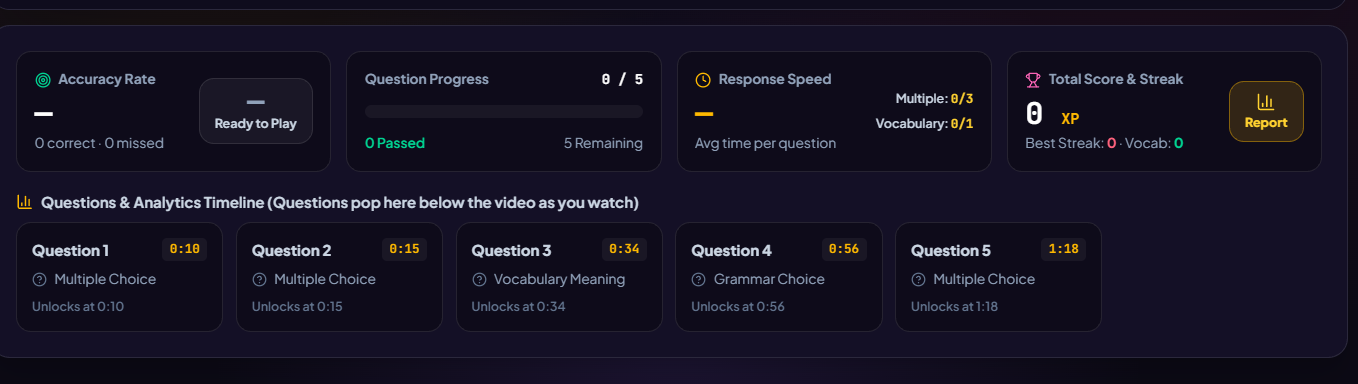 Accuracy Rate
—
0 correct · 0 missed
—
Ready to Play
Question Progress
0 / 5
0 Passed
5 Remaining
Response Speed
—
Avg time per question
Multiple: 0/3
Vocabulary: 0/1
Total Score & Streak
0 XP
Best Streak: 0 · Vocab: 0
Report
Questions & Analytics Timeline (Questions pop here below the video as you watch)
Question 1
0:10
Multiple Choice
Unlocks at 0:10
Question 2
0:15
Multiple Choice
Unlocks at 0:15
Question 3
0:34
Vocabulary Meaning
Unlocks at 0:34
Question 4
0:56
Grammar Choice
Unlocks at 0:56
Question 5
1:18
Multiple Choice
Unlocks at 1:18